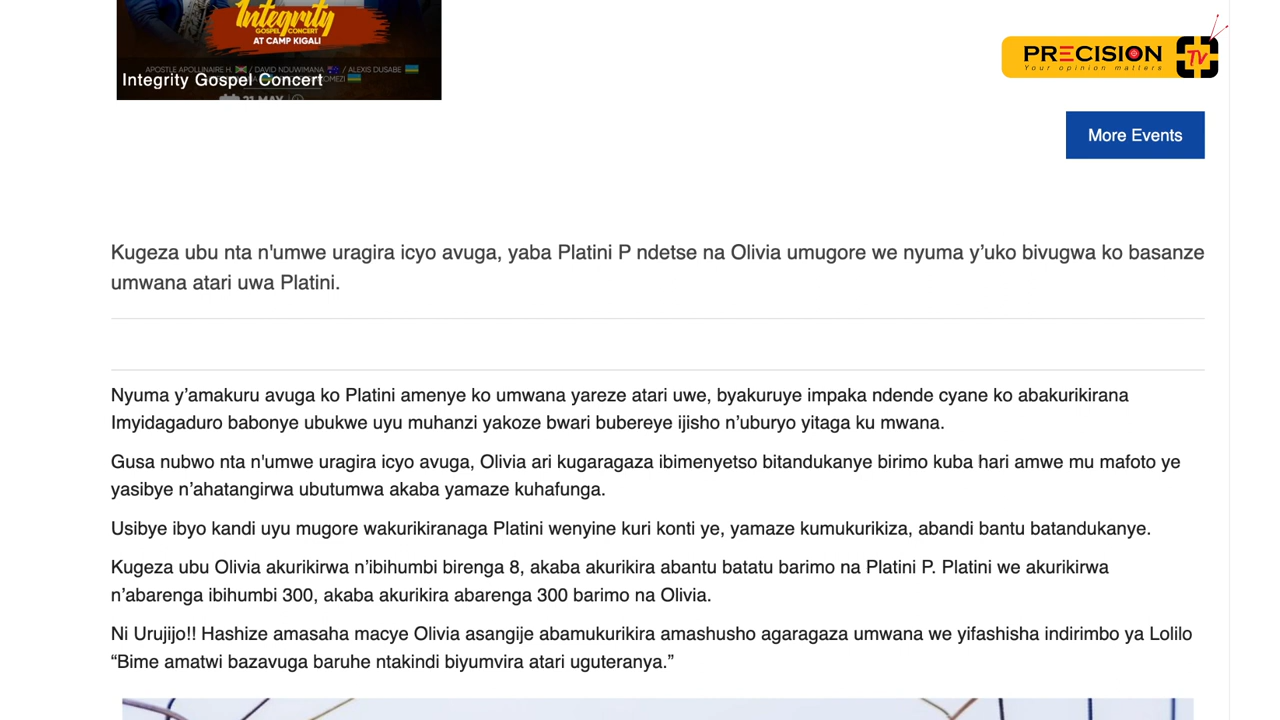 Integrity
GOSPEL CONCERT
AT CAMP KIGALI
APOSTLE APOLLINAIRE H. / DAVID NDUWIMANA / ALEXIS DUSABE
Integrity Gospel Concert
21 MAY
PRECISION TV
Your opinion matters
More Events
Kugeza ubu nta n'umwe uragira icyo avuga, yaba Platini P ndetse na Olivia umugore we nyuma y’uko bivugwa ko basanze
umwana atari uwa Platini.
Nyuma y’amakuru avuga ko Platini amenye ko umwana yareze atari uwe, byakuruye impaka ndende cyane ko abakurikirana
Imyidagaduro babonye ubukwe uyu muhanzi yakoze bwari bubereye ijisho n’uburyo yitaga ku mwana.
Gusa nubwo nta n'umwe uragira icyo avuga, Olivia ari kugaragaza ibimenyetso bitandukanye birimo kuba hari amwe mu mafoto ye
yasibye n’ahatangirwa ubutumwa akaba yamaze kuhafunga.
Usibye ibyo kandi uyu mugore wakurikiranaga Platini wenyine kuri konti ye, yamaze kumukurikiza, abandi bantu batandukanye.
Kugeza ubu Olivia akurikirwa n’ibihumbi birenga 8, akaba akurikira abantu batatu barimo na Platini P. Platini we akurikirwa
n’abarenga ibihumbi 300, akaba akurikira abarenga 300 barimo na Olivia.
Ni Urujijo!! Hashize amasaha macye Olivia asangije abamukurikira amashusho agaragaza umwana we yifashisha indirimbo ya Lolilo
“Bime amatwi bazavuga baruhe ntakindi biyumvira atari uguteranya.”